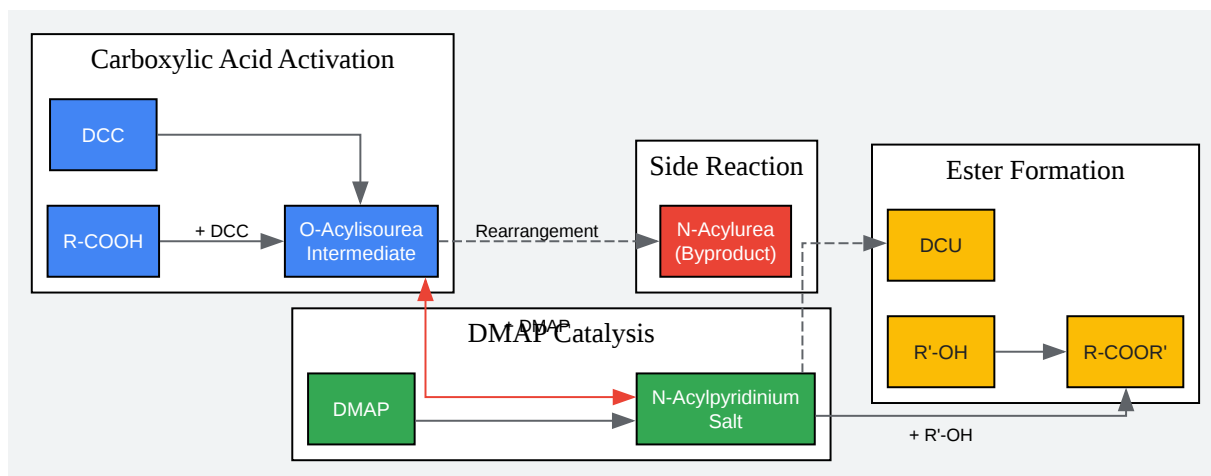 Carboxylic Acid Activation
DCC
R-COOH
+ DCC
O-Acylisourea
Intermediate
Rearrangement
Side Reaction
N-Acylurea
(Byproduct)
Ester Formation
DCU
R'-OH
R-COOR'
+ DMAP
DMAP Catalysis
DMAP
N-Acylpyridinium
Salt
+ R'-OH